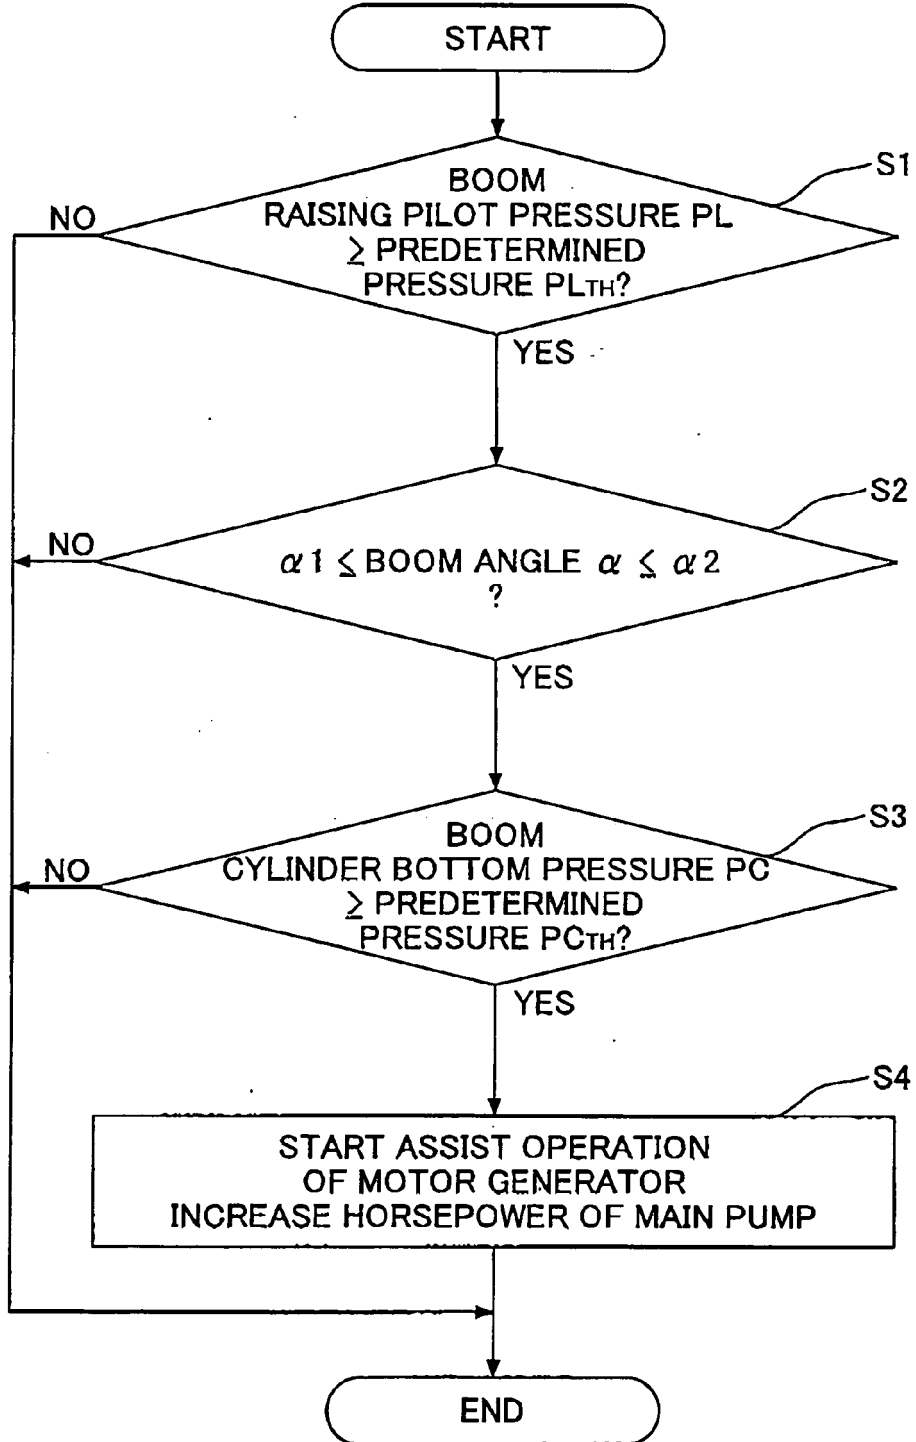 START
S1
BOOM
RAISING PILOT PRESSURE PL
≥ PREDETERMINED
PRESSURE PLTH?
NO
YES
S2
NO
α1 ≤ BOOM ANGLE α ≤ α2
?
YES
S3
BOOM
CYLINDER BOTTOM PRESSURE PC
≥ PREDETERMINED
PRESSURE PCTH?
NO
YES
S4
START ASSIST OPERATION
OF MOTOR GENERATOR
INCREASE HORSEPOWER OF MAIN PUMP
END